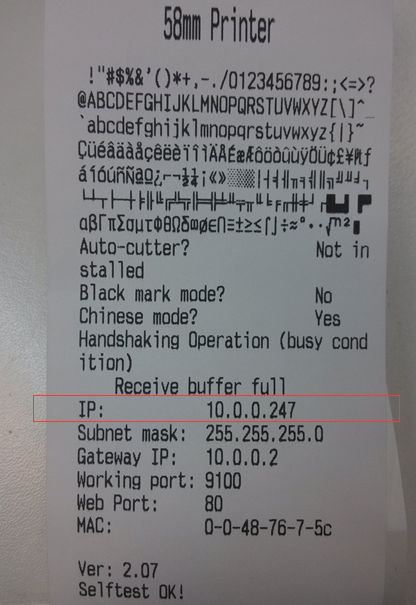 58mm Printer
!"#$%&'()*+,-./0123456789:;<=>?
@ABCDEFGHIJKLMNOPQRSTUVWXYZ[\]^_
`abcdefghijklmnopqrstuvwxyz{|}~
ÇüéâäàåçêëèïîìÄÅÉæÆôöòûùÿÖÜ¢£¥₧ƒ
áíóúñÑªº¿⌐¬½¼¡«»
αßΓπΣσµτΦΘΩδ∞øЄ∩≡±≥≤⌠⌡÷≈°∙·√ⁿ²■
Auto-cutter? Not in
stalled
Black mark mode? No
Chinese mode? Yes
Handshaking Operation (busy cond
ition)
Receive buffer full
IP: 10.0.0.247
Subnet mask: 255.255.255.0
Gateway IP: 10.0.0.2
Working port: 9100
Web Port: 80
MAC: 0-0-48-76-7-5c
Ver: 2.07
Selftest OK!